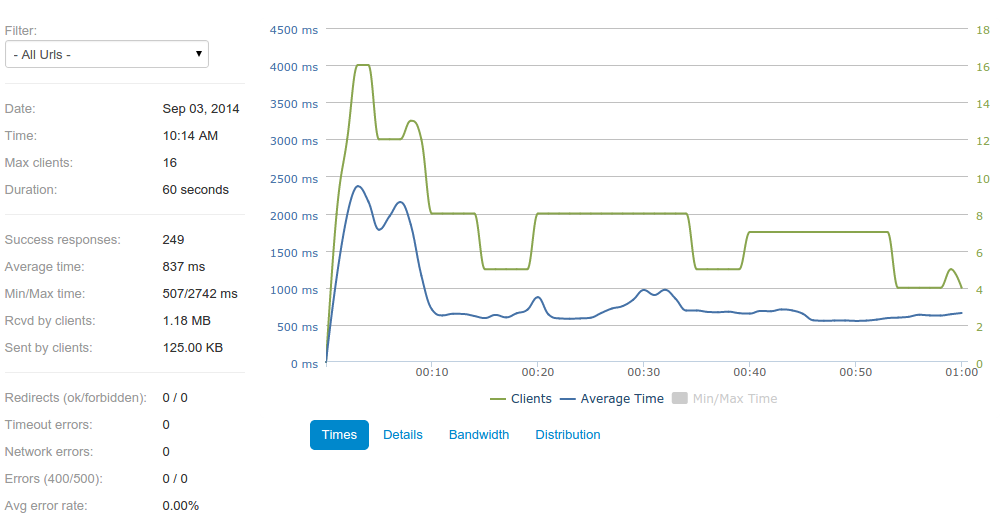 Filter:
- All Urls -
Date: Sep 03, 2014
Time: 10:14 AM
Max clients: 16
Duration: 60 seconds
Success responses: 249
Average time: 837 ms
Min/Max time: 507/2742 ms
Rcvd by clients: 1.18 MB
Sent by clients: 125.00 KB
Redirects (ok/forbidden): 0 / 0
Timeout errors: 0
Network errors: 0
Errors (400/500): 0 / 0
Avg error rate: 0.00%
4500 ms 18
4000 ms 16
3500 ms 14
3000 ms 12
2500 ms 10
2000 ms 8
1500 ms 6
1000 ms 4
500 ms 2
0 ms 0
00:10 00:20 00:30 00:40 00:50 01:00
Clients Average Time Min/Max Time
Times Details Bandwidth Distribution